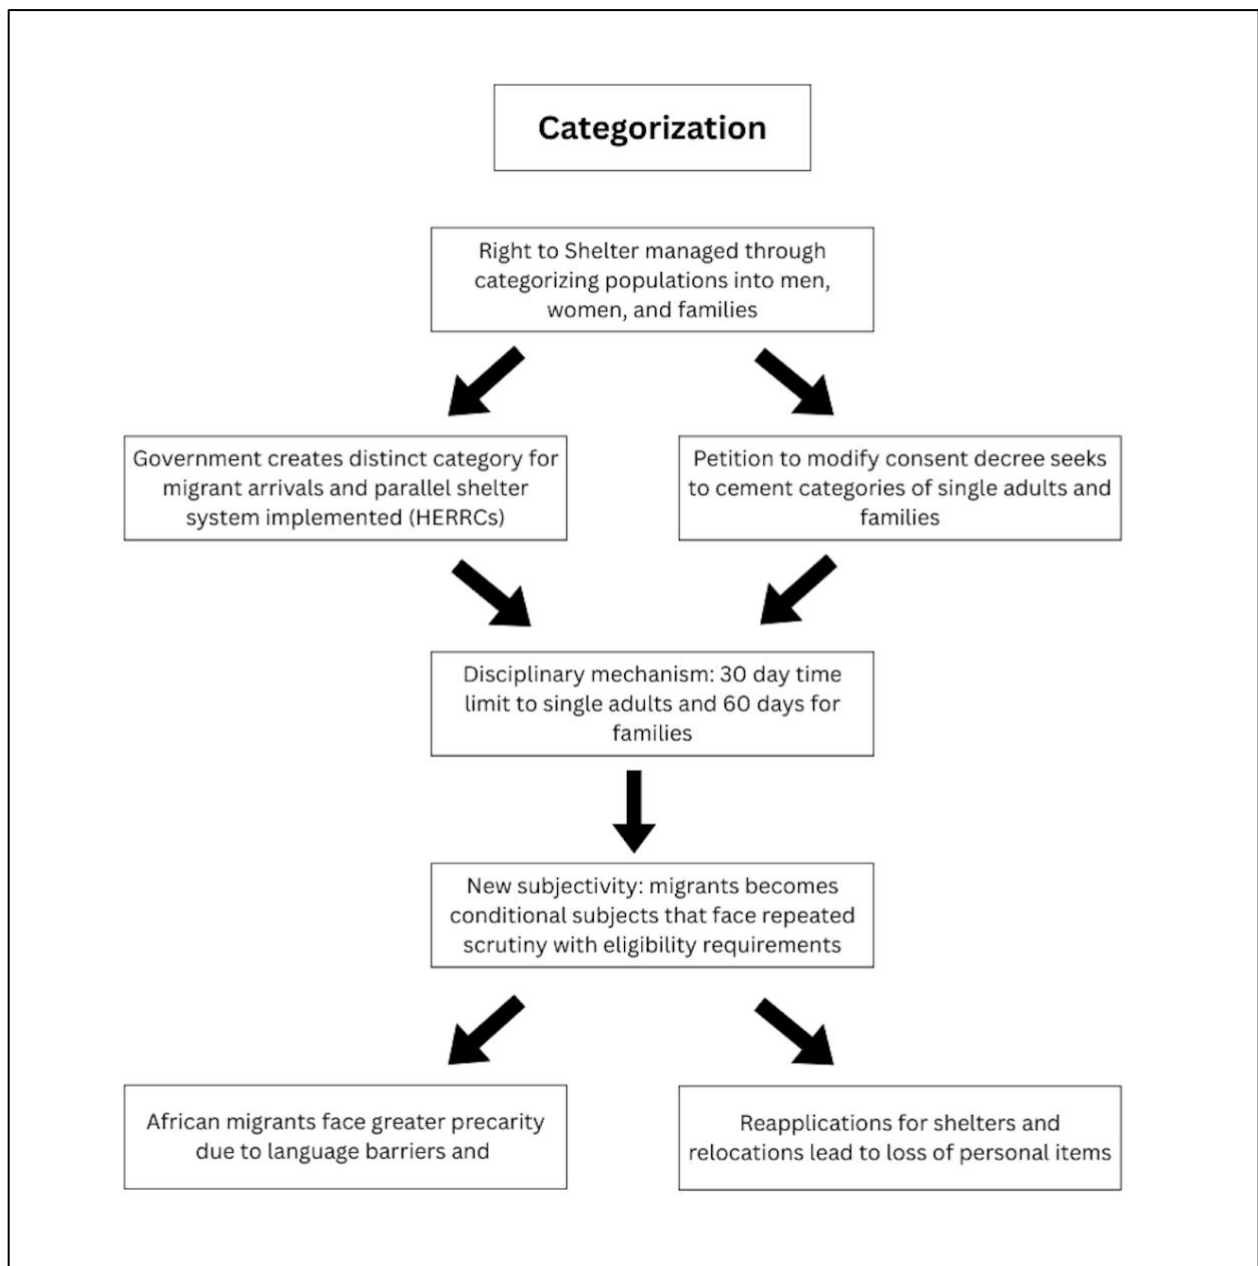 Categorization
Right to Shelter managed through
categorizing populations into men,
women, and families
Government creates distinct category for
migrant arrivals and parallel shelter
system implemented (HERRCs)
Petition to modify consent decree seeks
to cement categories of single adults and
families
Disciplinary mechanism: 30 day time
limit to single adults and 60 days for
families
New subjectivity: migrants becomes
conditional subjects that face repeated
scrutiny with eligibility requirements
African migrants face greater precarity
due to language barriers and
Reapplications for shelters and
relocations lead to loss of personal items